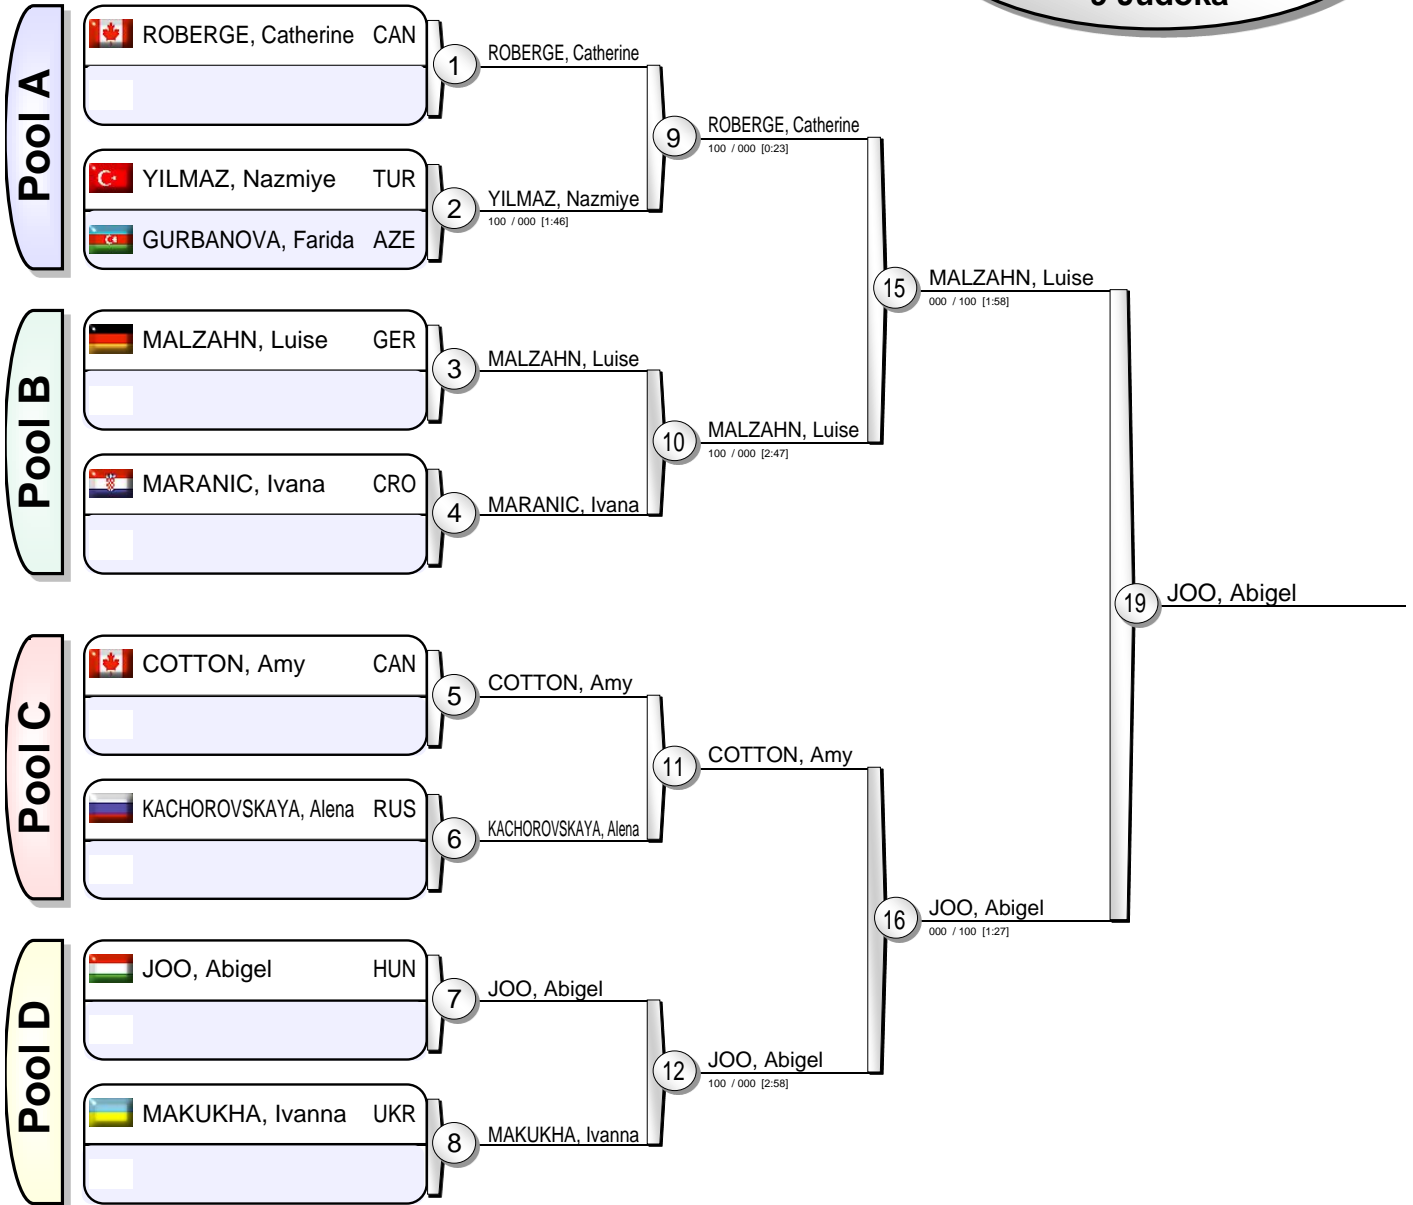 9 Judoka
Pool A
ROBERGE, Catherine CAN
1
ROBERGE, Catherine
YILMAZ, Nazmiye TUR
GURBANOVA, Farida AZE
2
YILMAZ, Nazmiye
100 / 000 [1:46]
9
ROBERGE, Catherine
100 / 000 [0:23]
Pool B
MALZAHN, Luise GER
3
MALZAHN, Luise
MARANIC, Ivana CRO
4
MARANIC, Ivana
10
MALZAHN, Luise
100 / 000 [2:47]
15
MALZAHN, Luise
000 / 100 [1:58]
Pool C
COTTON, Amy CAN
5
COTTON, Amy
KACHOROVSKAYA, Alena RUS
6
KACHOROVSKAYA, Alena
11
COTTON, Amy
Pool D
JOO, Abigel HUN
7
JOO, Abigel
MAKUKHA, Ivanna UKR
8
MAKUKHA, Ivanna
12
JOO, Abigel
100 / 000 [2:58]
16
JOO, Abigel
000 / 100 [1:27]
19
JOO, Abigel